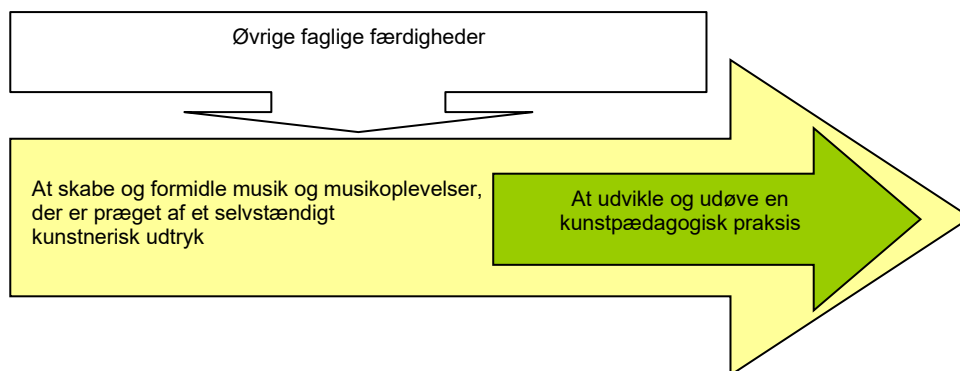 Øvrige faglige færdigheder
At skabe og formidle musik og musikoplevelser,
der er præget af et selvstændigt
kunstnerisk udtryk
At udvikle og udøve en
kunstpædagogisk praksis